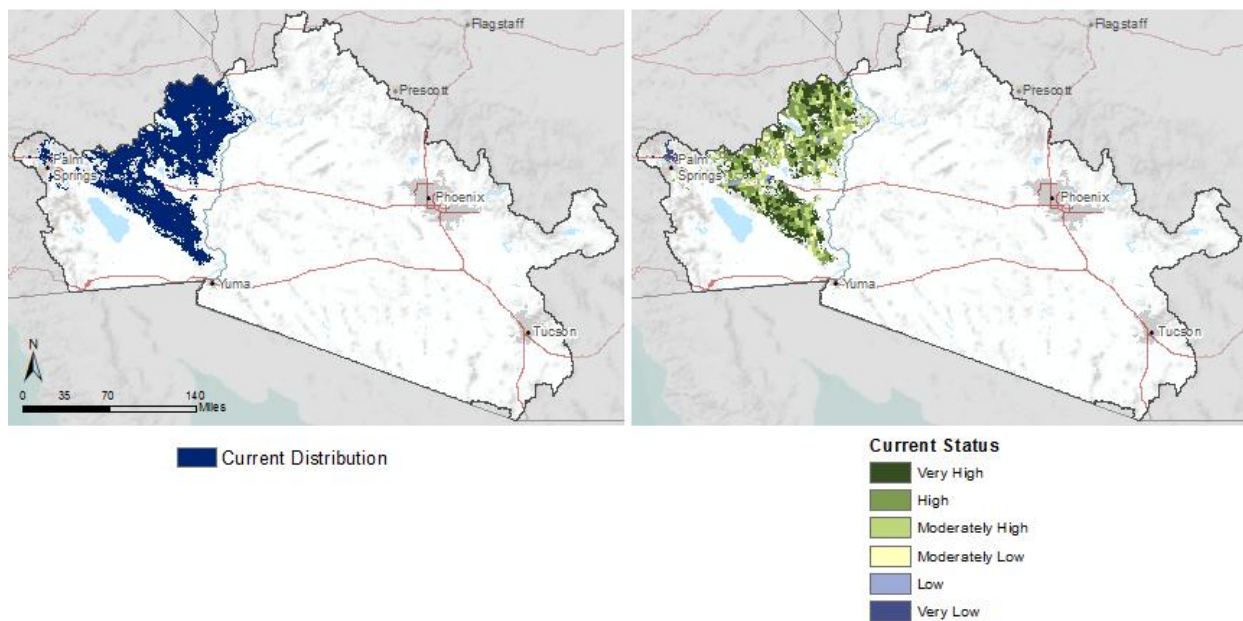 Flagstaff
Prescott
Palm
Springs
Phoenix
Yuma
Tucson
N
0 35 70 140
Miles
Current Distribution
Flagstaff
Prescott
Palm
Springs
Phoenix
Yuma
Tucson
Current Status
Very High
High
Moderately High
Moderately Low
Low
Very Low